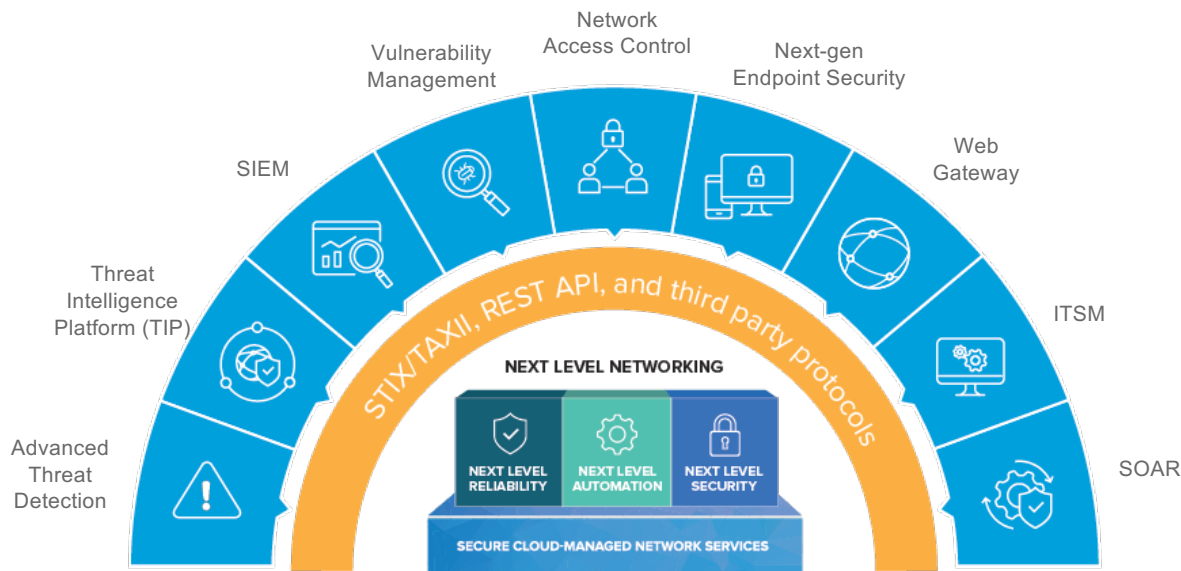 Network
Access Control
Vulnerability
Management
Next-gen
Endpoint Security
SIEM
Web
Gateway
Threat
Intelligence
Platform (TIP)
ITSM
Advanced
Threat
Detection
SOAR
STIX/TAXII, REST API, and third party protocols
NEXT LEVEL NETWORKING
NEXT LEVEL
RELIABILITY
NEXT LEVEL
AUTOMATION
NEXT LEVEL
SECURITY
SECURE CLOUD-MANAGED NETWORK SERVICES